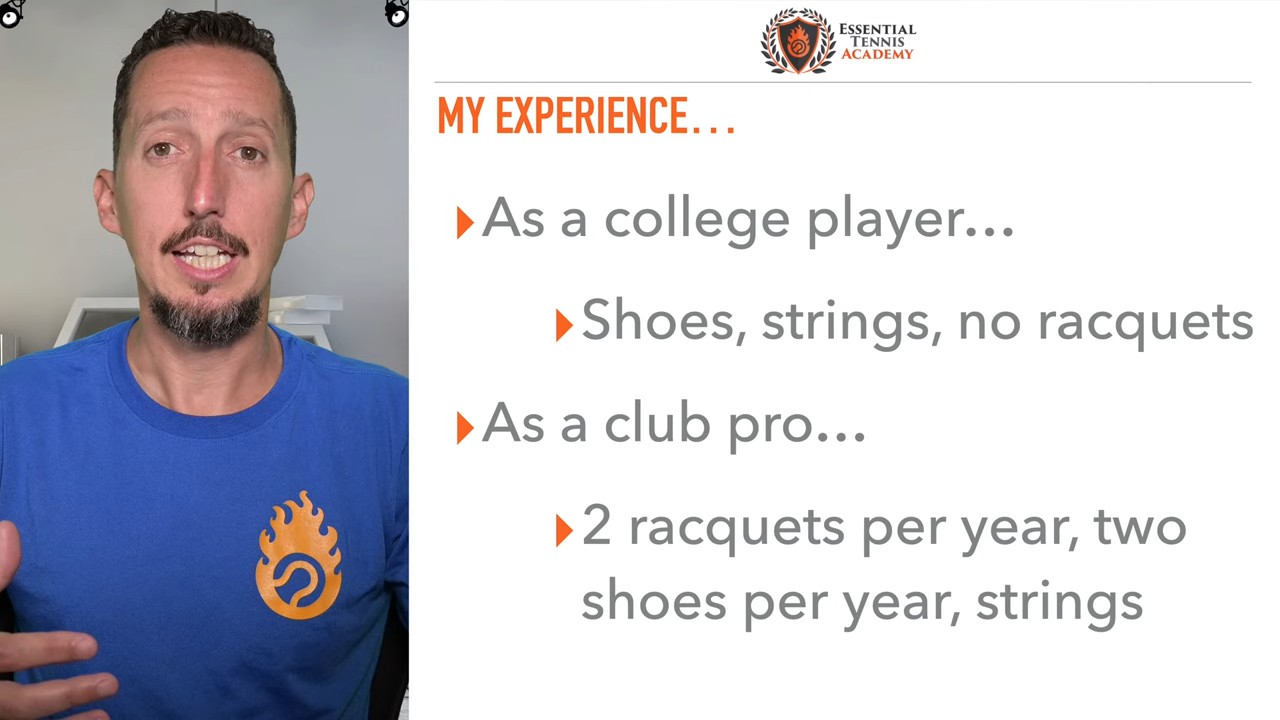 ESSENTIAL
TENNIS
ACADEMY
MY EXPERIENCE...
As a college player...
Shoes, strings, no racquets
As a club pro...
2 racquets per year, two
shoes per year, strings